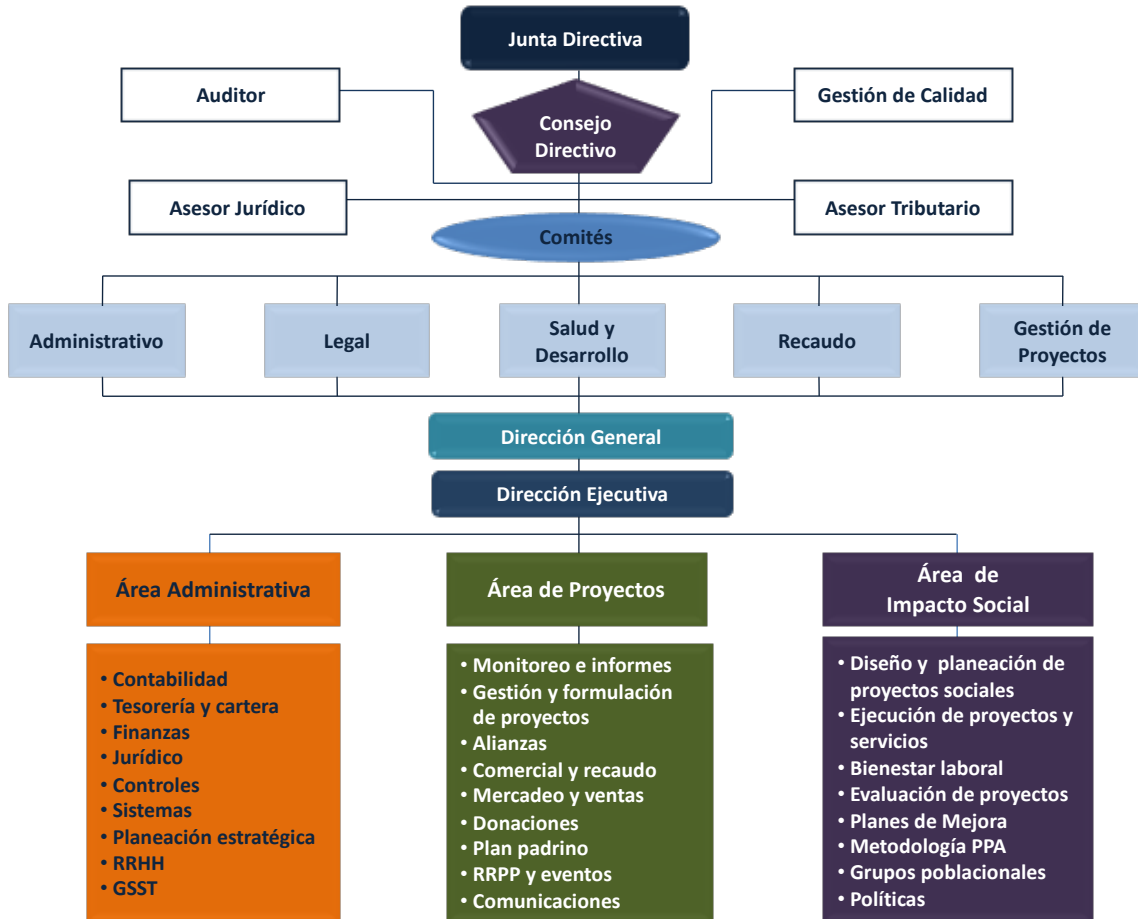 Junta Directiva
Auditor
Gestión de Calidad
Consejo
Directivo
Asesor Jurídico
Asesor Tributario
Comités
Administrativo
Legal
Salud y
Desarrollo
Recaudo
Gestión de
Proyectos
Dirección General
Dirección Ejecutiva
Área Administrativa
• Contabilidad
• Tesorería y cartera
• Finanzas
• Jurídico
• Controles
• Sistemas
• Planeación estratégica
• RRHH
• GSST
Área de Proyectos
• Monitoreo e informes
• Gestión y formulación
de proyectos
• Alianzas
• Comercial y recaudo
• Mercadeo y ventas
• Donaciones
• Plan padrino
• RRPP y eventos
• Comunicaciones
Área de
Impacto Social
• Diseño y planeación de
proyectos sociales
• Ejecución de proyectos y
servicios
• Bienestar laboral
• Evaluación de proyectos
• Planes de Mejora
• Metodología PPA
• Grupos poblacionales
• Políticas